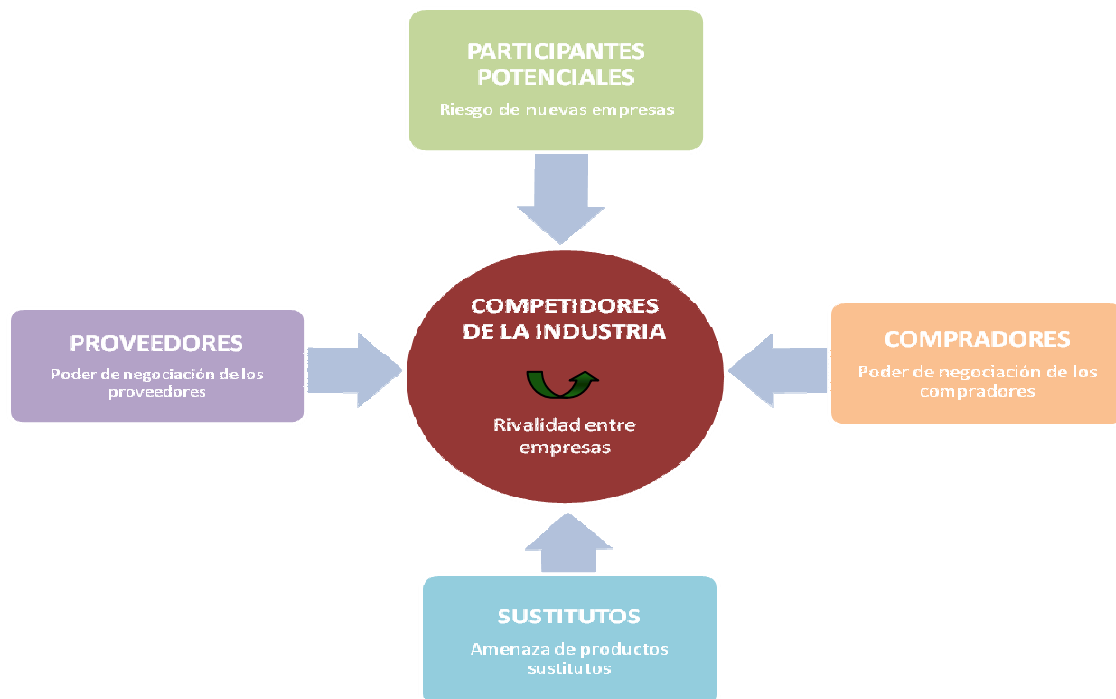 PARTICIPANTES
POTENCIALES
Riesgo de nuevas empresas
COMPETIDORES
DE LA INDUSTRIA
Rivalidad entre
empresas
PROVEEDORES
Poder de negociación de los
proveedores
COMPRADORES
Poder de negociación de los
compradores
SUSTITUTOS
Amenaza de productos
sustitutos